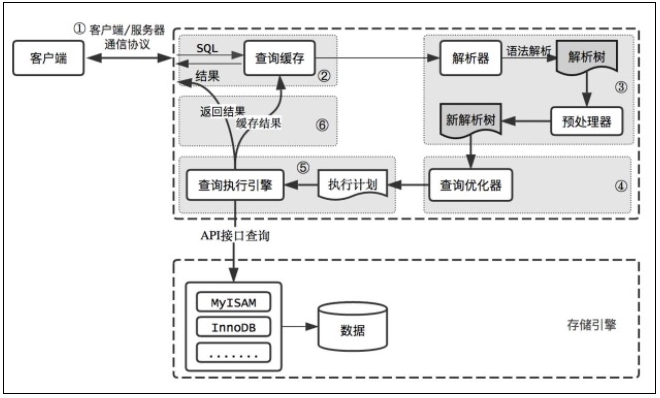 ① 客户端/服务器
通信协议
客户端
SQL
结果
查询缓存
②
解析器
语法解析
解析树
③
新解析树
预处理器
返回结果
缓存结果
⑥
查询执行引擎
⑤
执行计划
查询优化器
④
API接口查询
MyISAM
InnoDB
.......
数据
存储引擎